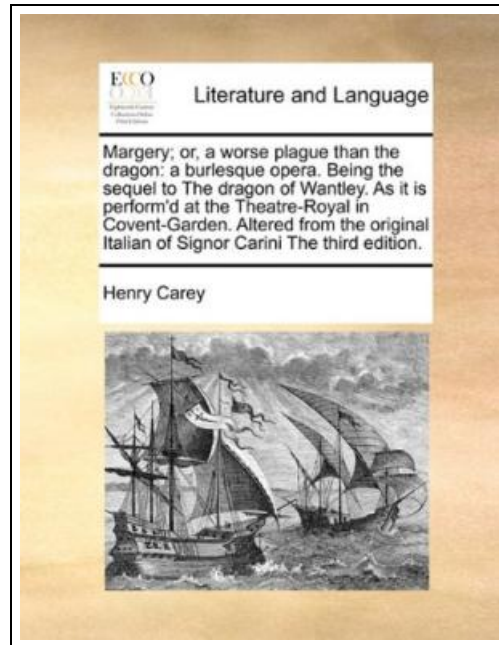 ECCO
Literature and Language
Margery; or, a worse plague than the
dragon: a burlesque opera. Being the
sequel to The dragon of Wantley. As it is
perform'd at the Theatre-Royal in
Covent-Garden. Altered from the original
Italian of Signor Carini The third edition.
Henry Carey